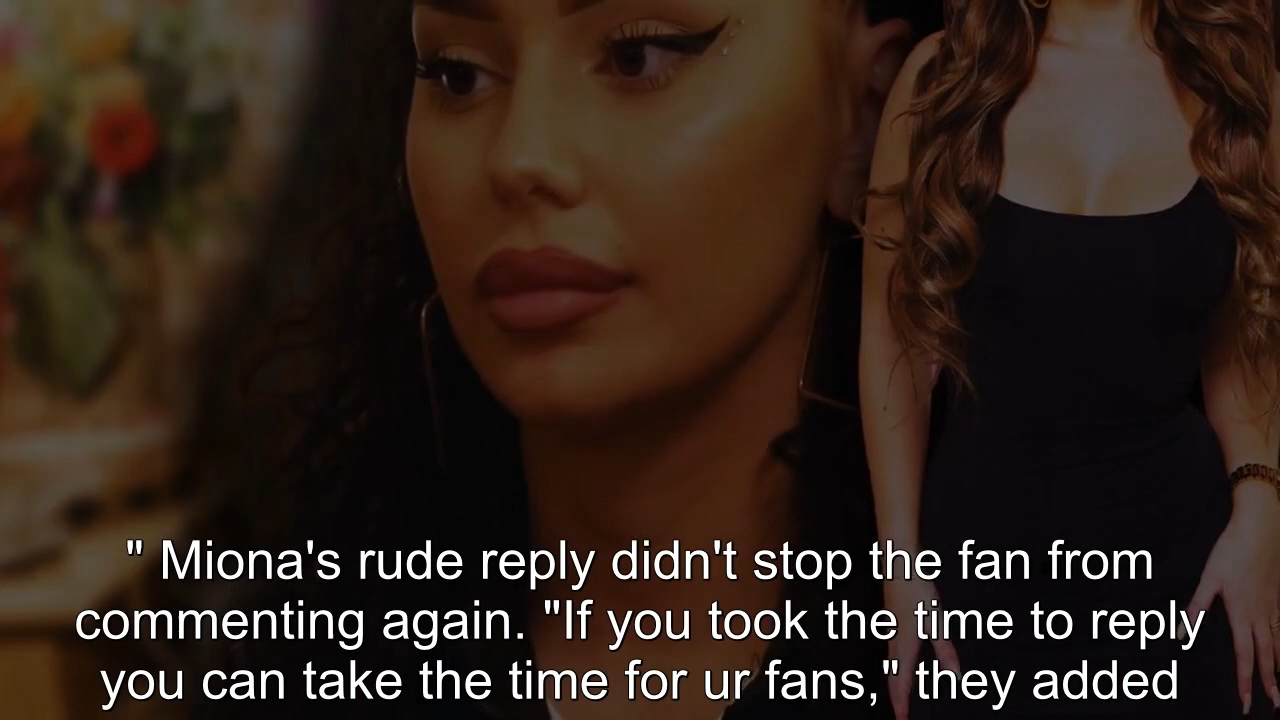 " Miona's rude reply didn't stop the fan from
commenting again. "If you took the time to reply
you can take the time for ur fans," they added